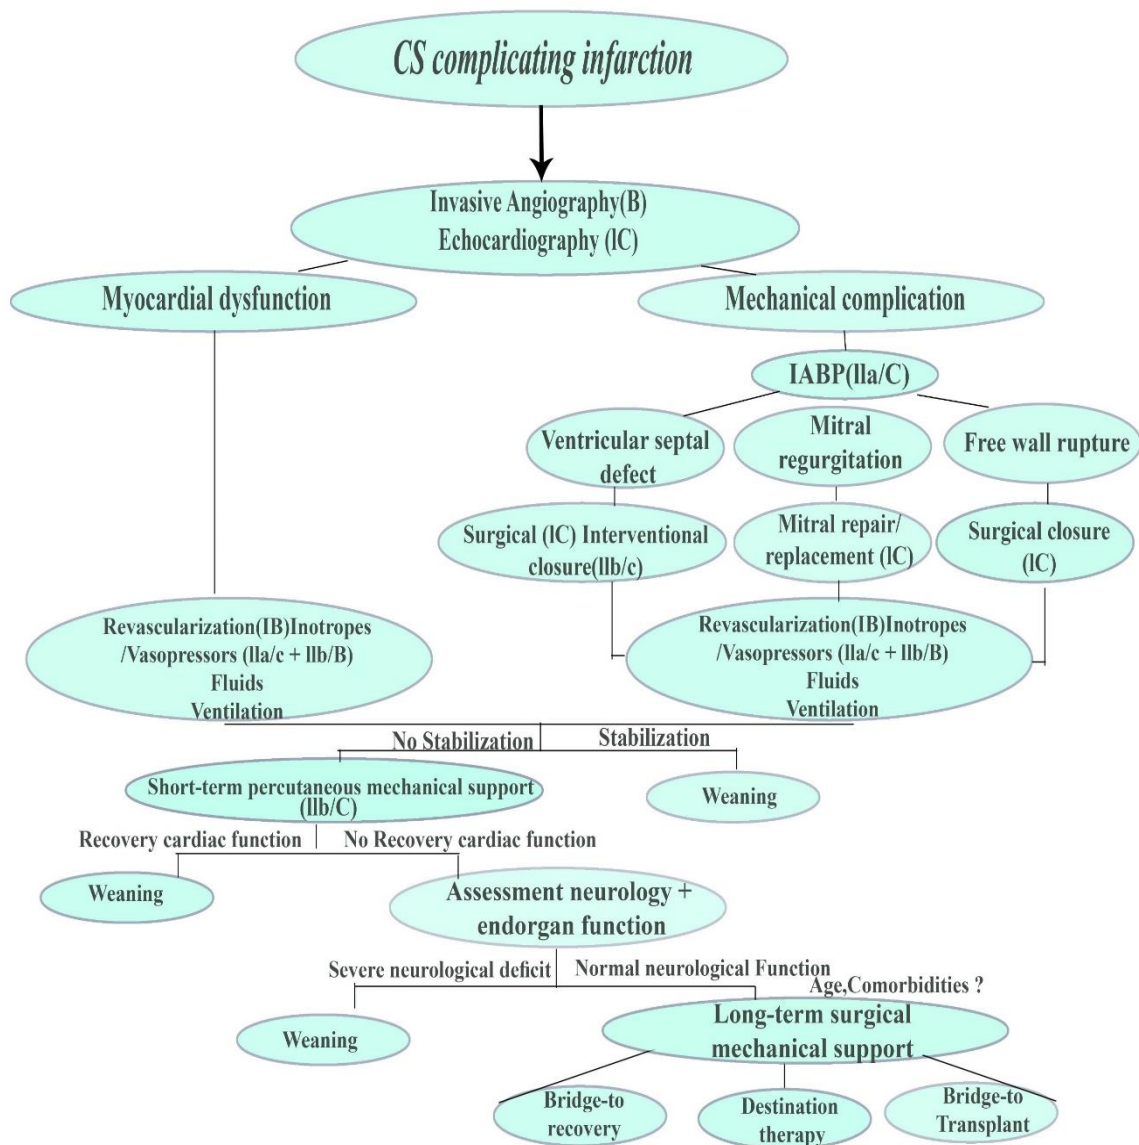 CS complicating infarction
Invasive Angiography(B)
Echocardiography (lC)
Myocardial dysfunction
Mechanical complication
IABP(lla/C)
Ventricular septal
defect
Mitral
regurgitation
Free wall rupture
Surgical (lC) Interventional
closure(llb/c)
Mitral repair/
replacement (lC)
Surgical closure
(lC)
Revascularization(IB)Inotropes
/Vasopressors (lla/c + llb/B)
Fluids
Ventilation
Revascularization(IB)Inotropes
/Vasopressors (lla/c + llb/B)
Fluids
Ventilation
No Stabilization
Stabilization
Short-term percutaneous mechanical support
(llb/C)
Weaning
Recovery cardiac function
No Recovery cardiac function
Weaning
Assessment neurology +
endorgan function
Severe neurological deficit
Normal neurological Function
Age,Comorbidities ?
Weaning
Long-term surgical
mechanical support
Bridge-to
recovery
Destination
therapy
Bridge-to
Transplant